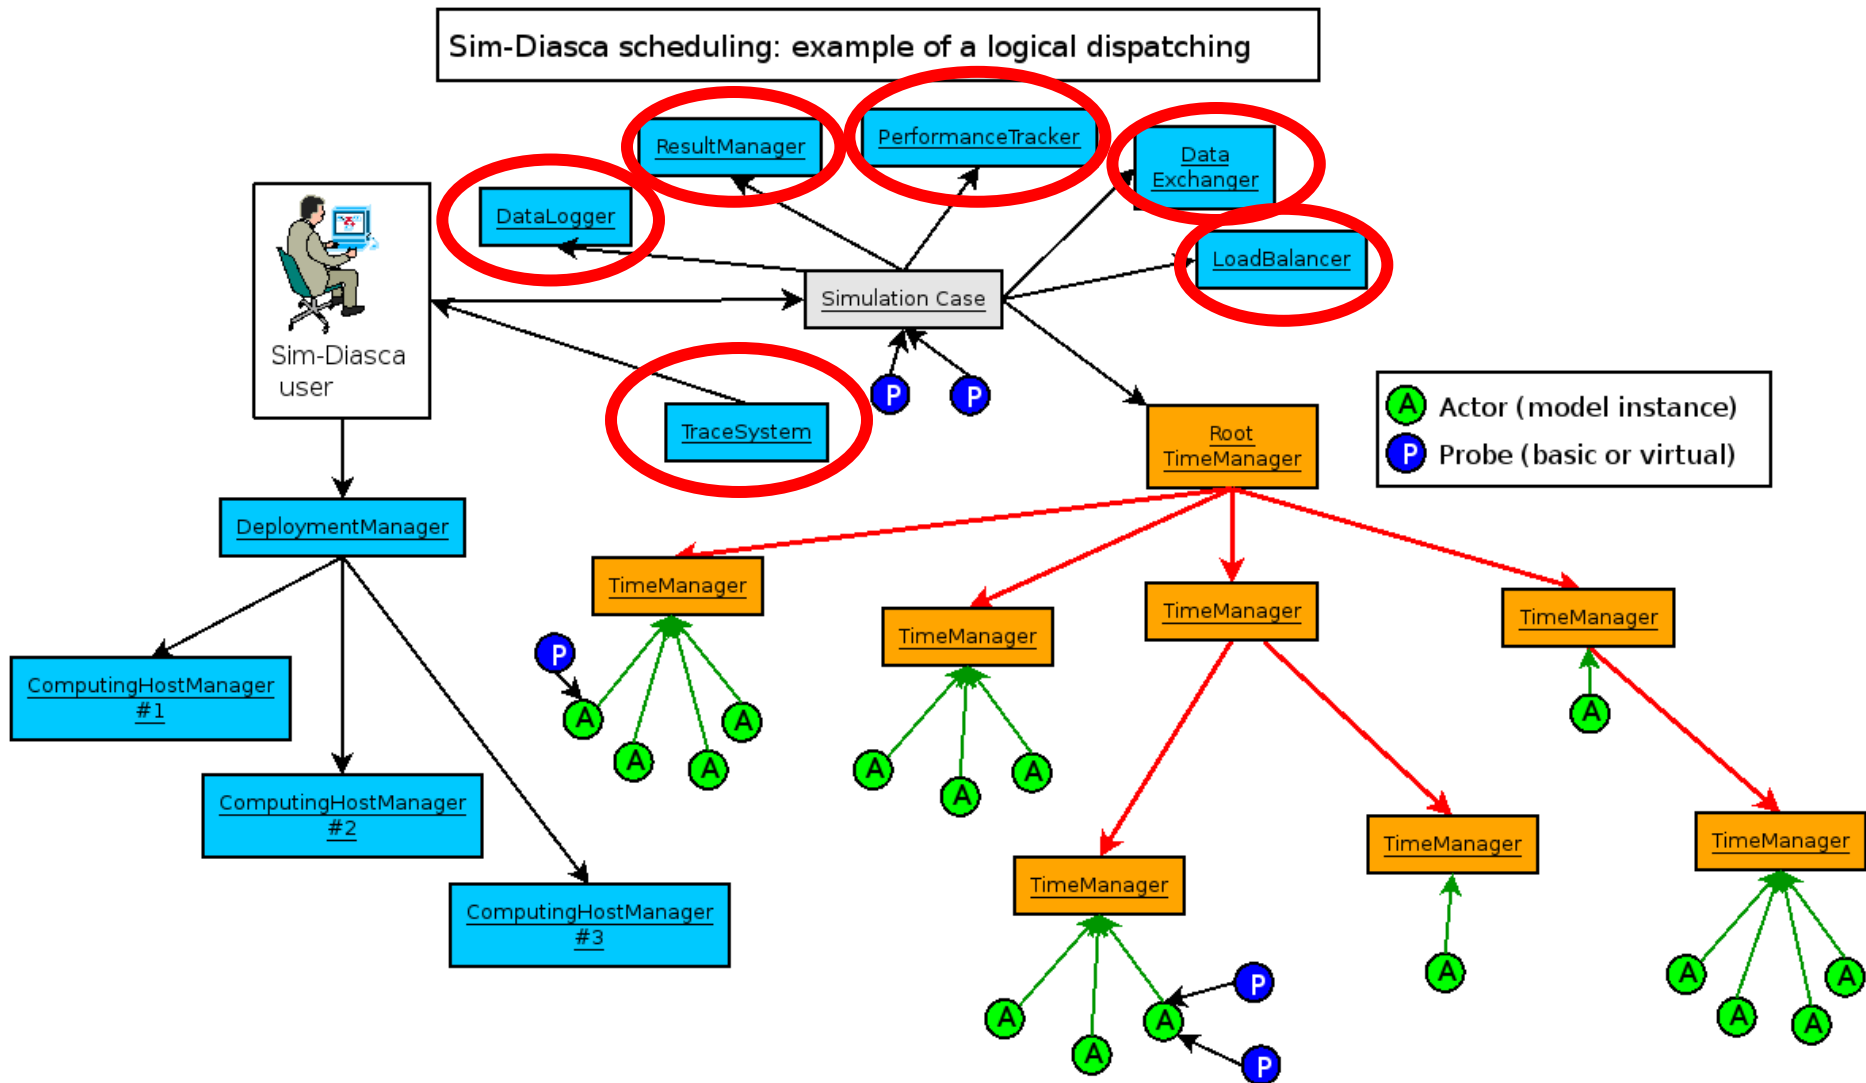 Sim-Diasca scheduling: example of a logical dispatching
ResultManager
PerformanceTracker
Data
Exchanger
DataLogger
LoadBalancer
Simulation Case
Sim-Diasca
user
P
P
TraceSystem
Root
TimeManager
A Actor (model instance)
P Probe (basic or virtual)
DeploymentManager
TimeManager
TimeManager
TimeManager
TimeManager
P
A
A
A
A
A
A
A
A
ComputingHostManager
#1
ComputingHostManager
#2
ComputingHostManager
#3
TimeManager
TimeManager
TimeManager
A
A
A
P
P
A
A
A
A
A